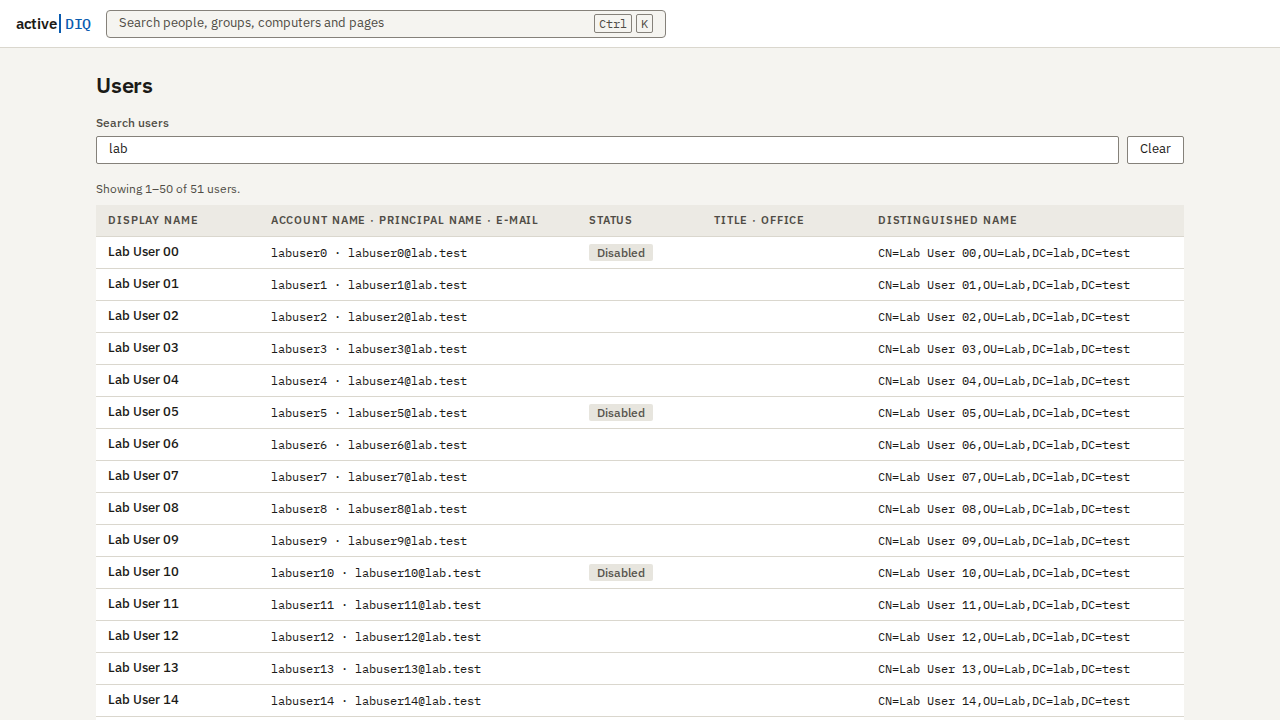 active DIQ Search people, groups, computers and pages Ctrl K
Users
Search users
lab Clear
Showing 1–50 of 51 users.
DISPLAY NAME ACCOUNT NAME · PRINCIPAL NAME · E-MAIL STATUS TITLE · OFFICE DISTINGUISHED NAME
Lab User 00 labuser0 · labuser0@lab.test Disabled CN=Lab User 00,OU=Lab,DC=lab,DC=test
Lab User 01 labuser1 · labuser1@lab.test CN=Lab User 01,OU=Lab,DC=lab,DC=test
Lab User 02 labuser2 · labuser2@lab.test CN=Lab User 02,OU=Lab,DC=lab,DC=test
Lab User 03 labuser3 · labuser3@lab.test CN=Lab User 03,OU=Lab,DC=lab,DC=test
Lab User 04 labuser4 · labuser4@lab.test CN=Lab User 04,OU=Lab,DC=lab,DC=test
Lab User 05 labuser5 · labuser5@lab.test Disabled CN=Lab User 05,OU=Lab,DC=lab,DC=test
Lab User 06 labuser6 · labuser6@lab.test CN=Lab User 06,OU=Lab,DC=lab,DC=test
Lab User 07 labuser7 · labuser7@lab.test CN=Lab User 07,OU=Lab,DC=lab,DC=test
Lab User 08 labuser8 · labuser8@lab.test CN=Lab User 08,OU=Lab,DC=lab,DC=test
Lab User 09 labuser9 · labuser9@lab.test CN=Lab User 09,OU=Lab,DC=lab,DC=test
Lab User 10 labuser10 · labuser10@lab.test Disabled CN=Lab User 10,OU=Lab,DC=lab,DC=test
Lab User 11 labuser11 · labuser11@lab.test CN=Lab User 11,OU=Lab,DC=lab,DC=test
Lab User 12 labuser12 · labuser12@lab.test CN=Lab User 12,OU=Lab,DC=lab,DC=test
Lab User 13 labuser13 · labuser13@lab.test CN=Lab User 13,OU=Lab,DC=lab,DC=test
Lab User 14 labuser14 · labuser14@lab.test CN=Lab User 14,OU=Lab,DC=lab,DC=test